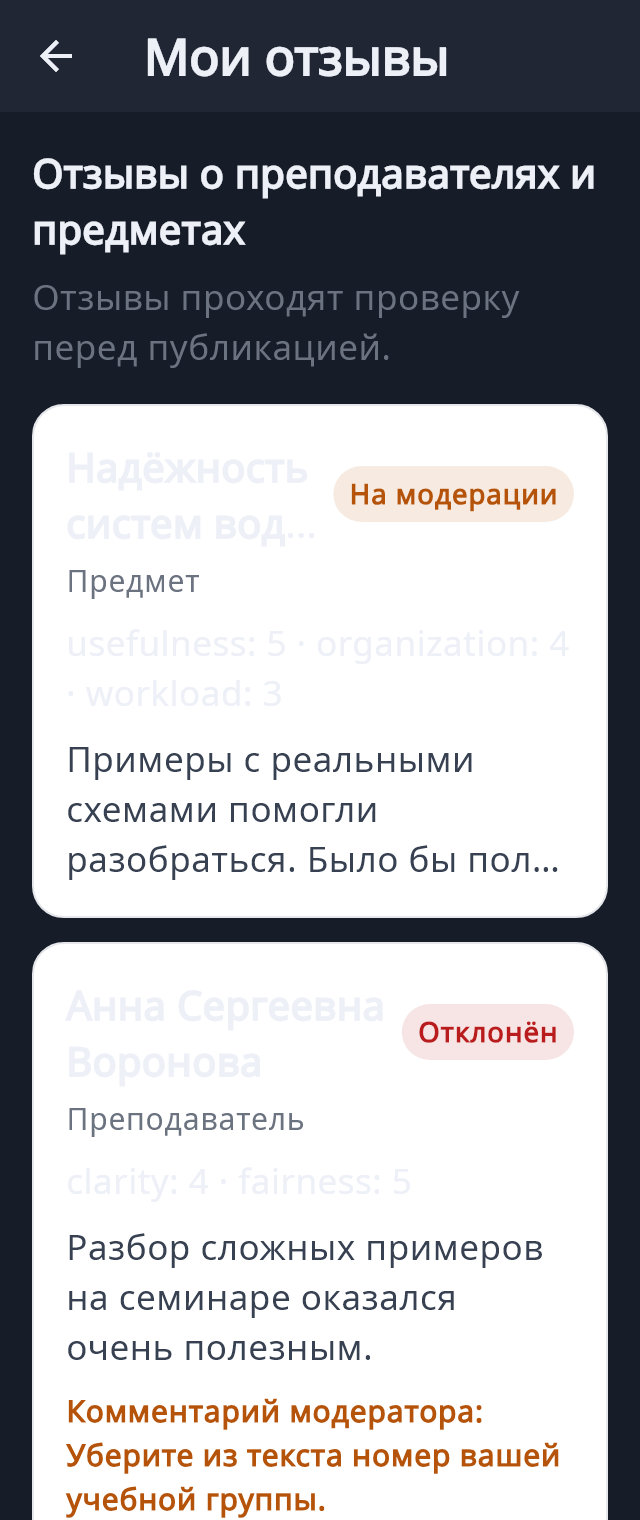 Мои отзывы
Отзывы о преподавателях и
предметах
Отзывы проходят проверку
перед публикацией.
Надёжность
систем вод...
На модерации
Предмет
usefulness: 5 · organization: 4
· workload: 3
Примеры с реальными
схемами помогли
разобраться. Было бы пол...
Анна Сергеевна
Воронова
Отклонён
Преподаватель
clarity: 4 · fairness: 5
Разбор сложных примеров
на семинаре оказался
очень полезным.
Комментарий модератора:
Уберите из текста номер вашей
учебной группы.